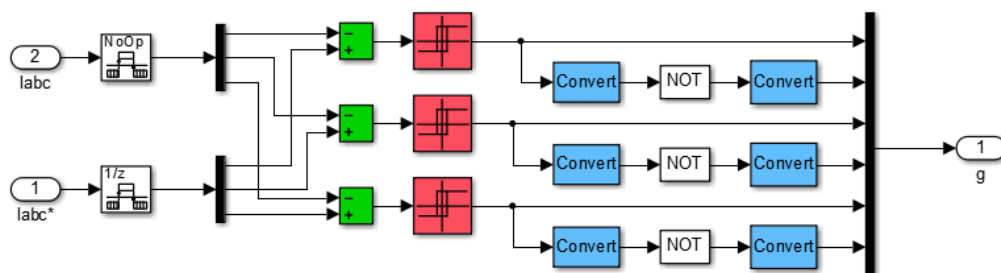 NoOp
2
Iabc
−
+
Convert
NOT
Convert
−
+
Convert
NOT
Convert
1
g
1/z
1
Iabc*
−
+
Convert
NOT
Convert